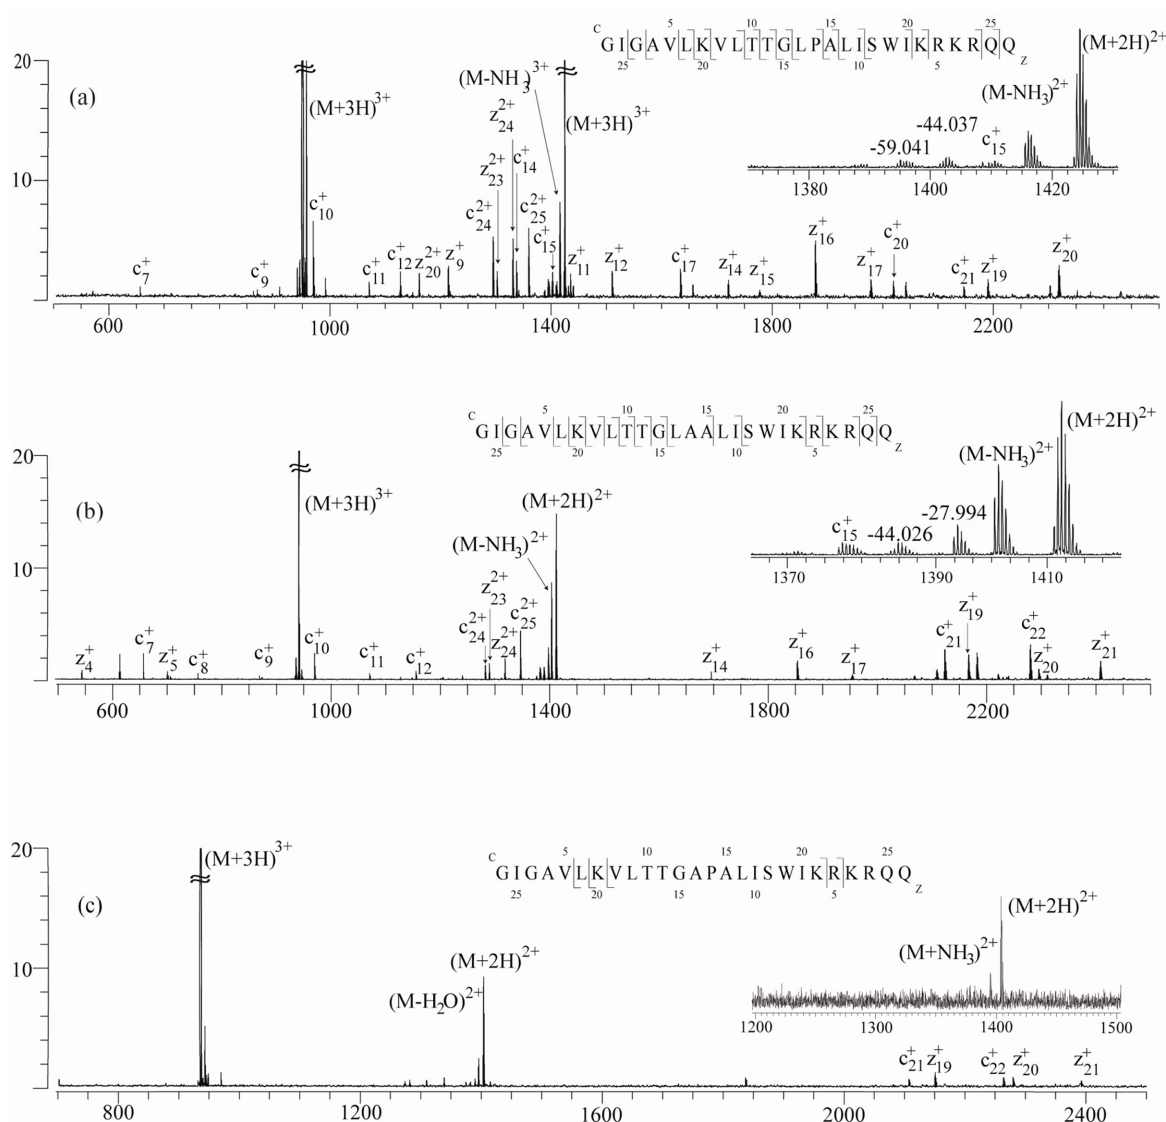 C 5 10 15 20 25
GIGAVLKVLTTGLPALISWIKRKRQQ Z
25 20 15 10 5
20
10
(a)
(M+3H)3+
(M-NH3)3+
(M+3H)3+
c7+
c9+
c10+
c11+
c12+
z20 2+
z9+
c24 2+
z23 2+
z24 2+
c14+
c25 2+
c15+
z11+
z12+
c17+
z14+
z15+
z16+
z17+
c20+
c21+
z19+
z20+
600 1000 1400 1800 2200
-59.041
-44.037
c15+
(M-NH3)2+
(M+2H)2+
1380 1400 1420
C 5 10 15 20 25
GIGAVLKVLTTGLAALISWIKRKRQQ Z
25 20 15 10 5
20
10
(b)
(M+3H)3+
(M+2H)2+
(M-NH3)2+
z4+
c7+
z5+
c8+
c9+
c10+
c11+
c12+
c24 2+
z23 2+
z24 2+
c25 2+
z14+
z16+
z17+
c21+
z19+
c22+
z20+
z21+
600 1000 1400 1800 2200
c15+
-44.026
-27.994
(M-NH3)2+
(M+2H)2+
1370 1390 1410
C 5 10 15 20 25
GIGAVLKVLTTGAPALISWIKRKRQQ Z
25 20 15 10 5
20
10
(c)
(M+3H)3+
(M+2H)2+
(M-H2O)2+
c21+
z19+
c22+
z20+
z21+
800 1200 1600 2000 2400
(M+NH3)2+
(M+2H)2+
1200 1300 1400 1500